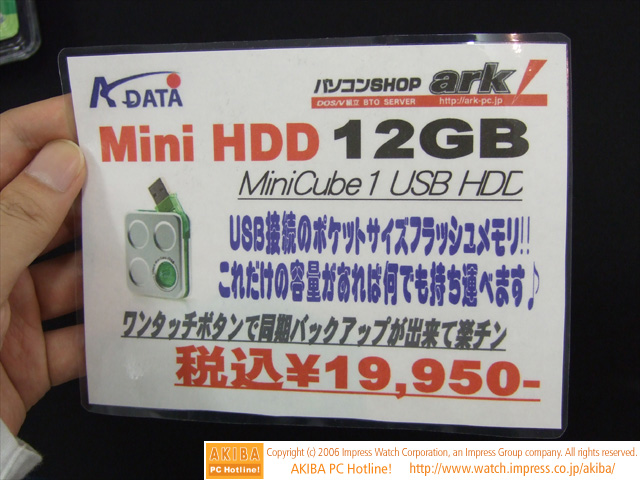 A DATA
パソコンSHOP ark!
DOS/V組立 BTO SERVER http://ark-pc.jp
Mini HDD 12GB
MiniCube1 USB HDD
USB接続のポケットサイズフラッシュメモリ!!
これだけの容量があれば何でも持ち運べます♪
ワンタッチボタンで同期バックアップが出来て楽チン
税込¥19,950-
AKIBA PC Hotline!
Copyright (c) 2006 Impress Watch Corporation, an Impress Group company. All rights reserved.
AKIBA PC Hotline! http://www.watch.impress.co.jp/akiba/